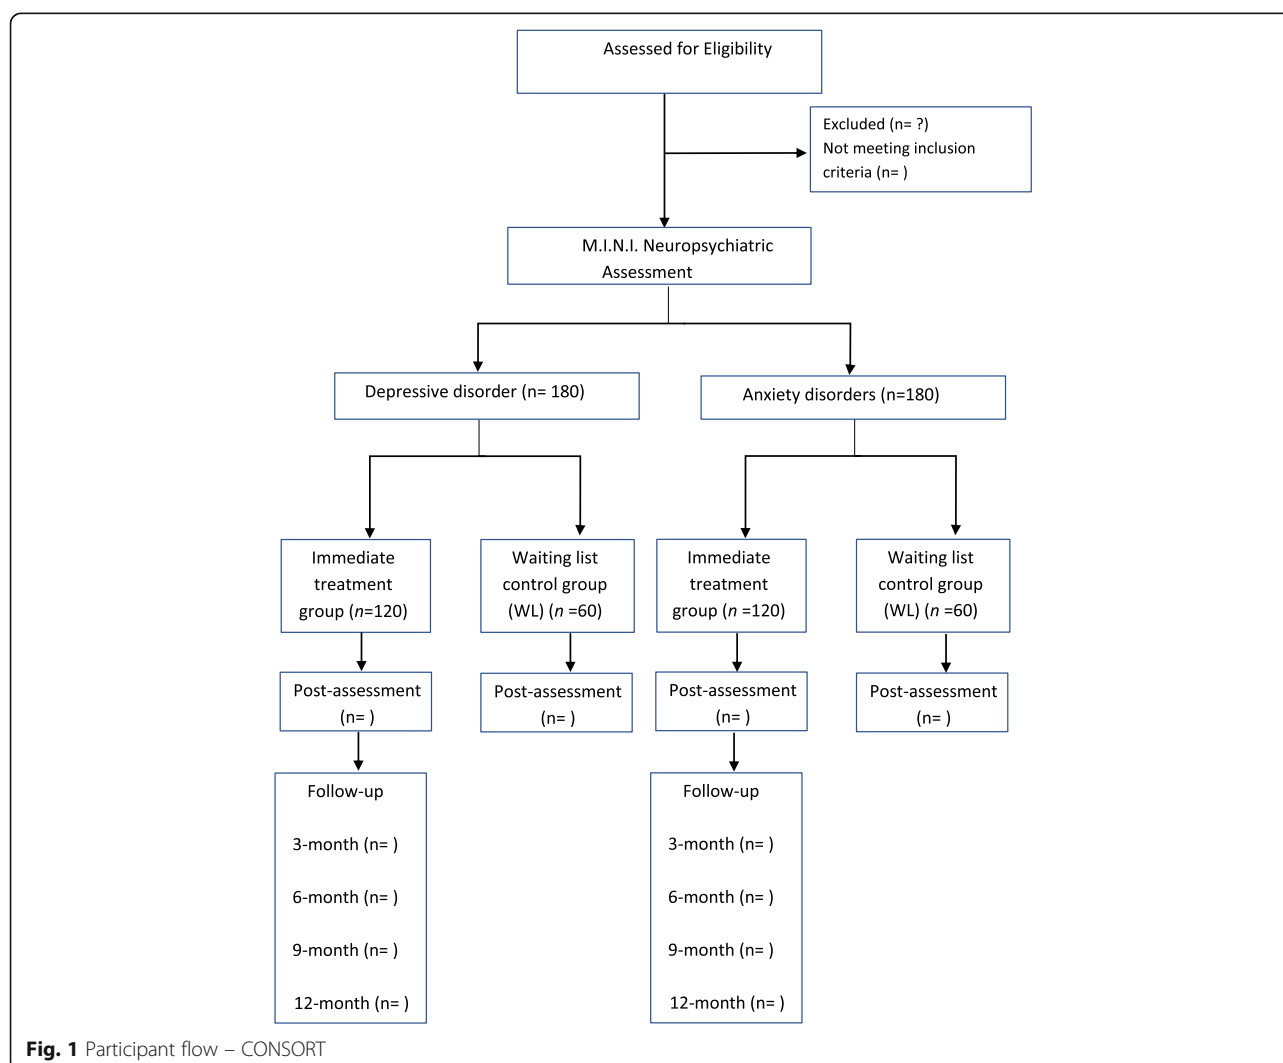 Assessed for Eligibility
Excluded (n= ?)
Not meeting inclusion
criteria (n= )
M.I.N.I. Neuropsychiatric
Assessment
Depressive disorder (n= 180)
Anxiety disorders (n=180)
Immediate
treatment
group (n=120)
Waiting list
control group
(WL) (n =60)
Immediate
treatment
group (n =120)
Waiting list
control group
(WL) (n =60)
Post-assessment
(n= )
Post-assessment
(n= )
Post-assessment
(n= )
Post-assessment
(n= )
Follow-up
3-month (n= )
6-month (n= )
9-month (n= )
12-month (n= )
Follow-up
3-month (n= )
6-month (n= )
9-month (n= )
12-month (n= )
Fig. 1 Participant flow – CONSORT